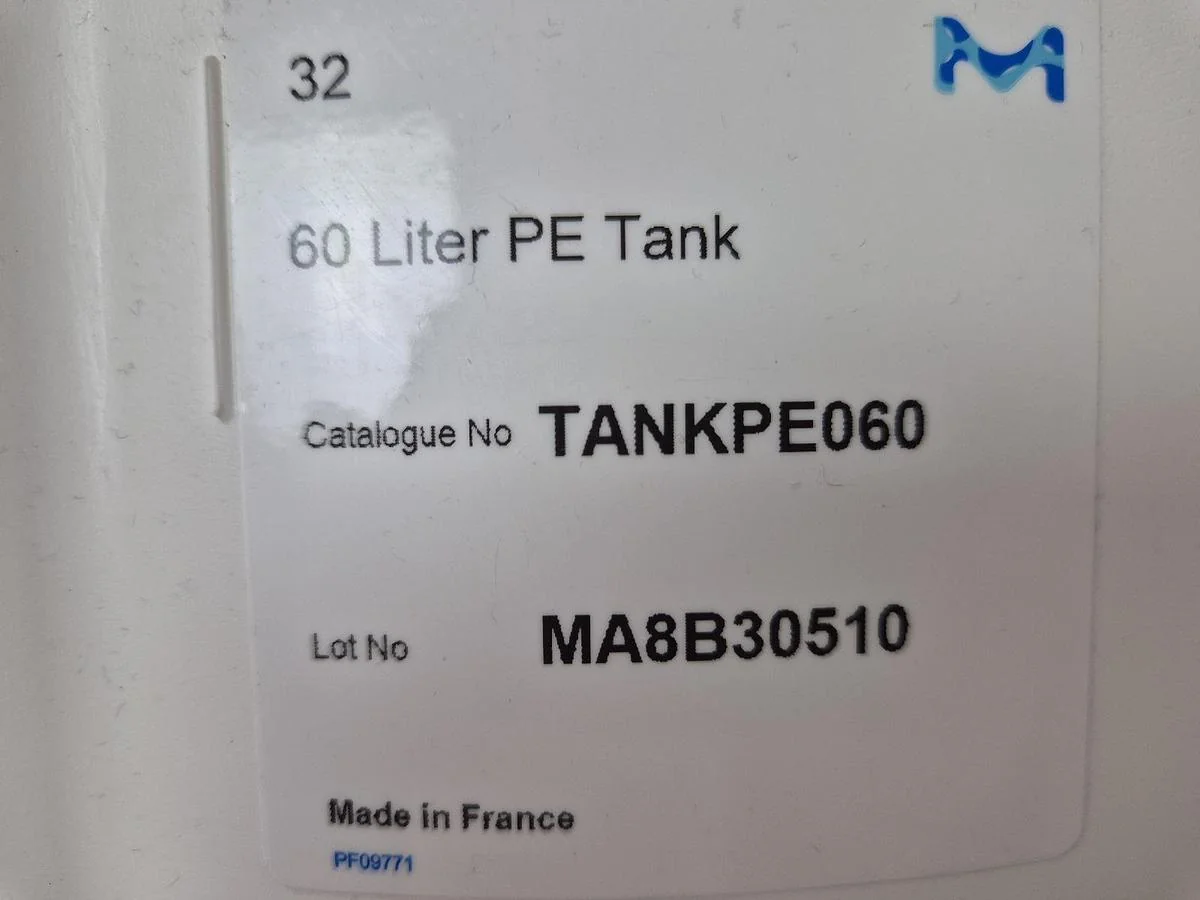 32
60 Liter PE Tank
Catalogue No TANKPE060
Lot No MA8B30510
Made in France
PF09771